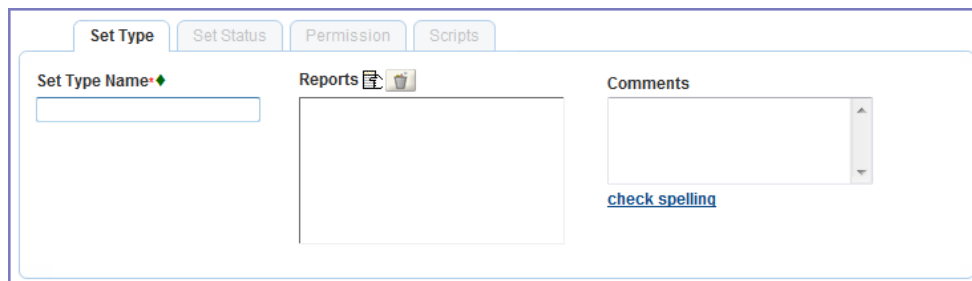 Set Type Set Status Permission Scripts
Set Type Name*♦ Reports Comments
check spelling